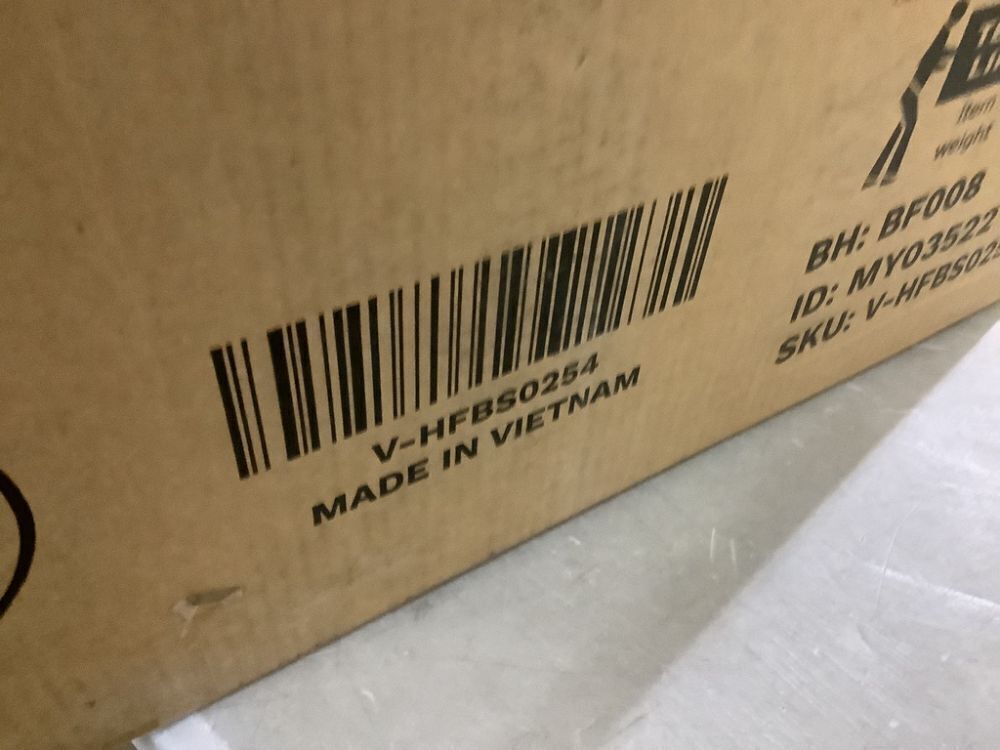 Item
weight
BH: BF008
ID: MY03522
SKU: V-HFBS02
V-HFBS0254
MADE IN VIETNAM